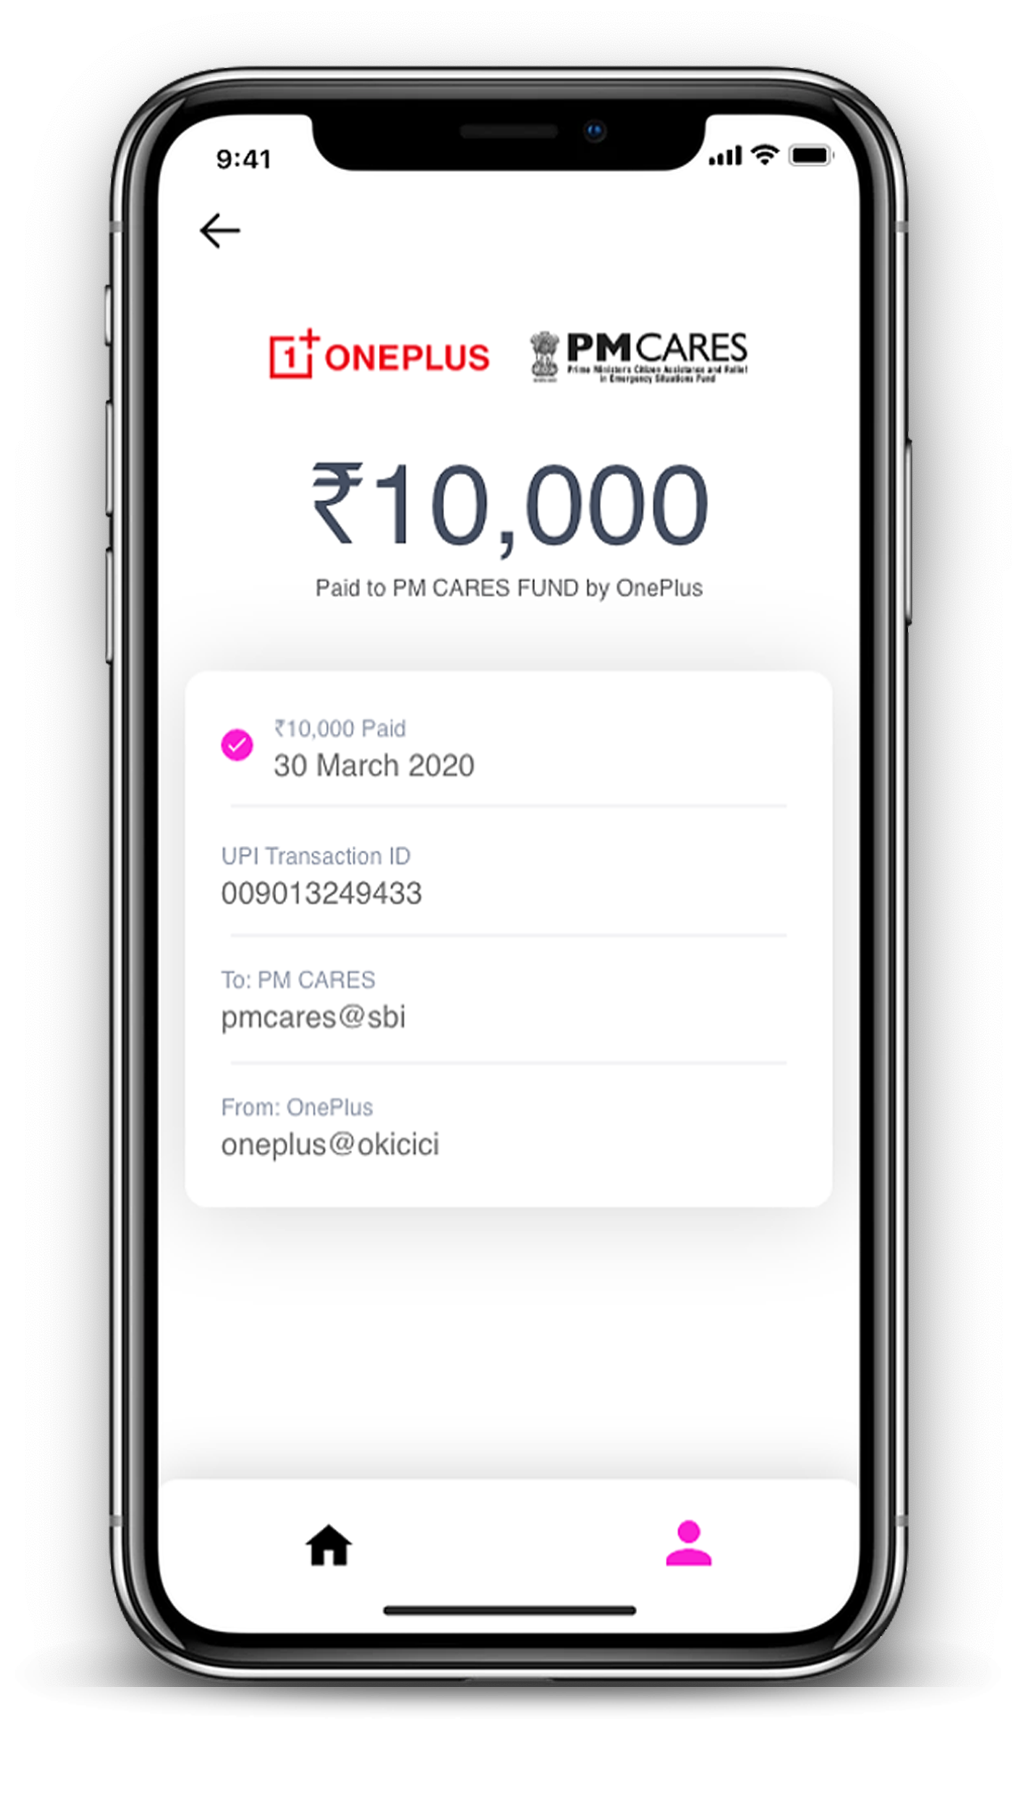 9:41
1+ ONEPLUS
PM CARES
Prime Minister's Citizen Assistance and Relief
in Emergency Situations Fund
₹10,000
Paid to PM CARES FUND by OnePlus
₹10,000 Paid
30 March 2020
UPI Transaction ID
009013249433
To: PM CARES
pmcares@sbi
From: OnePlus
oneplus@okicici